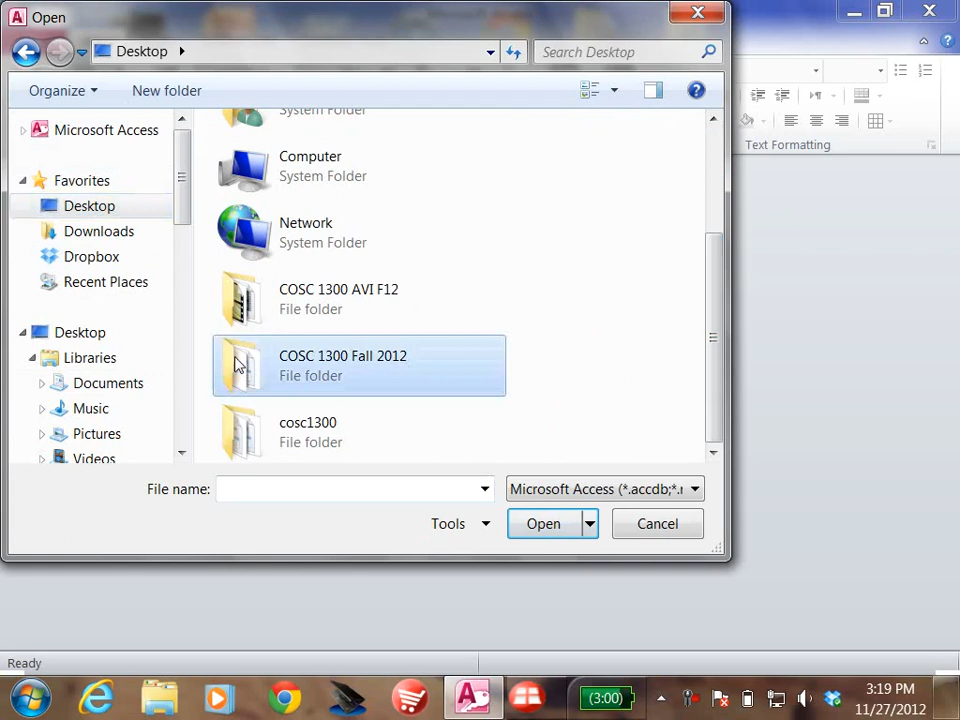 Open
Desktop
Search Desktop
Organize
New folder
Microsoft Access
Favorites
Desktop
Downloads
Dropbox
Recent Places
Desktop
Libraries
Documents
Music
Pictures
Videos
System Folder
Computer
System Folder
Network
System Folder
COSC 1300 AVI F12
File folder
COSC 1300 Fall 2012
File folder
cosc1300
File folder
File name:
Microsoft Access (*.accdb;*.
Tools
Open
Cancel
Text Formatting
Ready
(3:00)
3:19 PM
11/27/2012